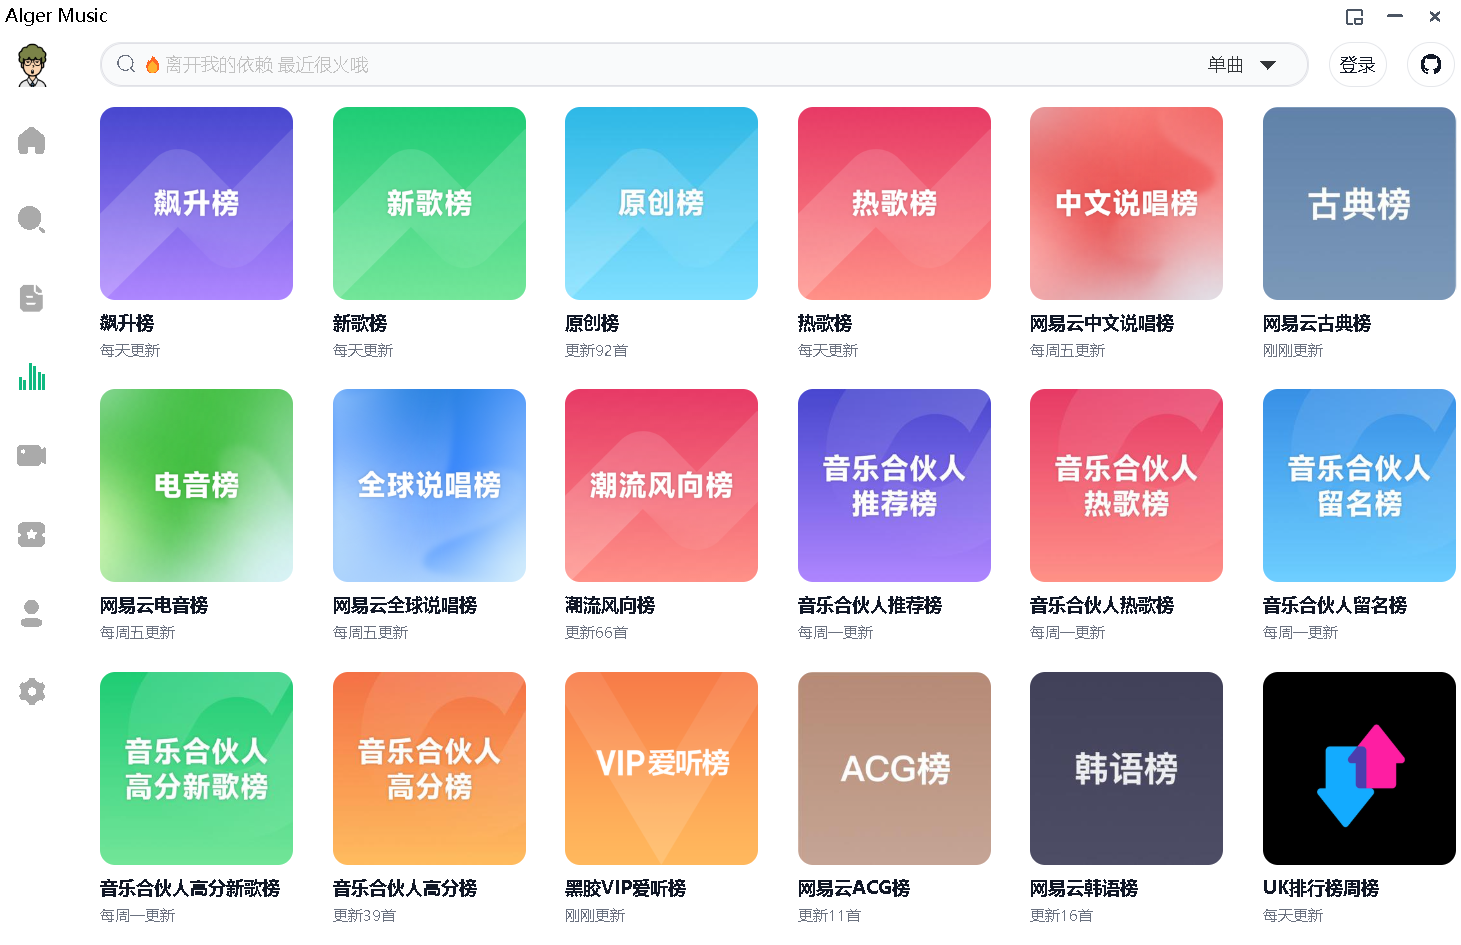 Alger Music
离开我的依赖 最近很火哦
单曲
登录
飙升榜
新歌榜
原创榜
热歌榜
中文说唱榜
古典榜
飙升榜
新歌榜
原创榜
热歌榜
网易云中文说唱榜
网易云古典榜
每天更新
每天更新
更新92首
每天更新
每周五更新
刚刚更新
电音榜
全球说唱榜
潮流风向榜
音乐合伙人
推荐榜
音乐合伙人
热歌榜
音乐合伙人
留名榜
网易云电音榜
网易云全球说唱榜
潮流风向榜
音乐合伙人推荐榜
音乐合伙人热歌榜
音乐合伙人留名榜
每周五更新
每周五更新
更新66首
每周一更新
每周一更新
每周一更新
音乐合伙人
高分新歌榜
音乐合伙人
高分榜
VIP爱听榜
ACG榜
韩语榜
音乐合伙人高分新歌榜
音乐合伙人高分榜
黑胶VIP爱听榜
网易云ACG榜
网易云韩语榜
UK排行榜周榜
每周一更新
更新39首
刚刚更新
更新11首
更新16首
每天更新